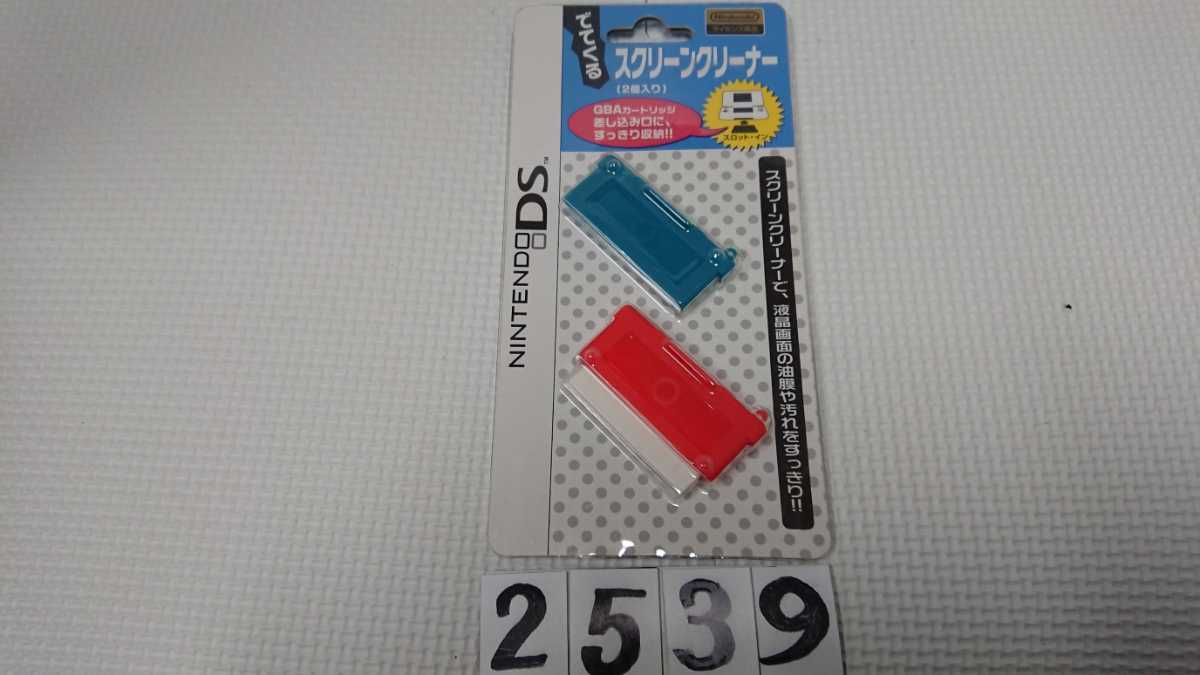 でてくる
スクリーンクリーナー
(2個入り)
Nintendo
ライセンス商品
GBAカートリッジ
差し込み口に、
すっきり収納!!
スロット・イン
NINTENDO DS™
スクリーンクリーナーで、液晶画面の油膜や汚れをすっきり!!
2539